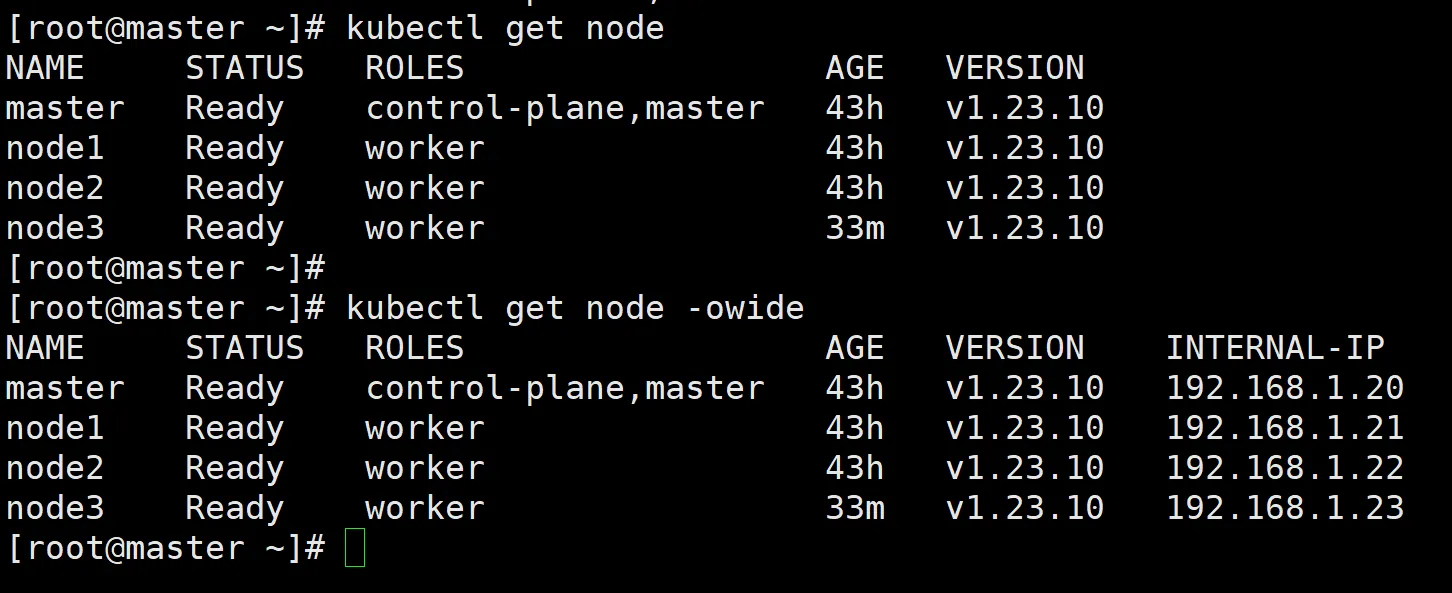 [root@master ~]# kubectl get node
NAME     STATUS   ROLES                  AGE   VERSION
master   Ready    control-plane,master   43h   v1.23.10
node1    Ready    worker                 43h   v1.23.10
node2    Ready    worker                 43h   v1.23.10
node3    Ready    worker                 33m   v1.23.10
[root@master ~]#
[root@master ~]# kubectl get node -owide
NAME     STATUS   ROLES                  AGE   VERSION    INTERNAL-IP
master   Ready    control-plane,master   43h   v1.23.10   192.168.1.20
node1    Ready    worker                 43h   v1.23.10   192.168.1.21
node2    Ready    worker                 43h   v1.23.10   192.168.1.22
node3    Ready    worker                 33m   v1.23.10   192.168.1.23
[root@master ~]#